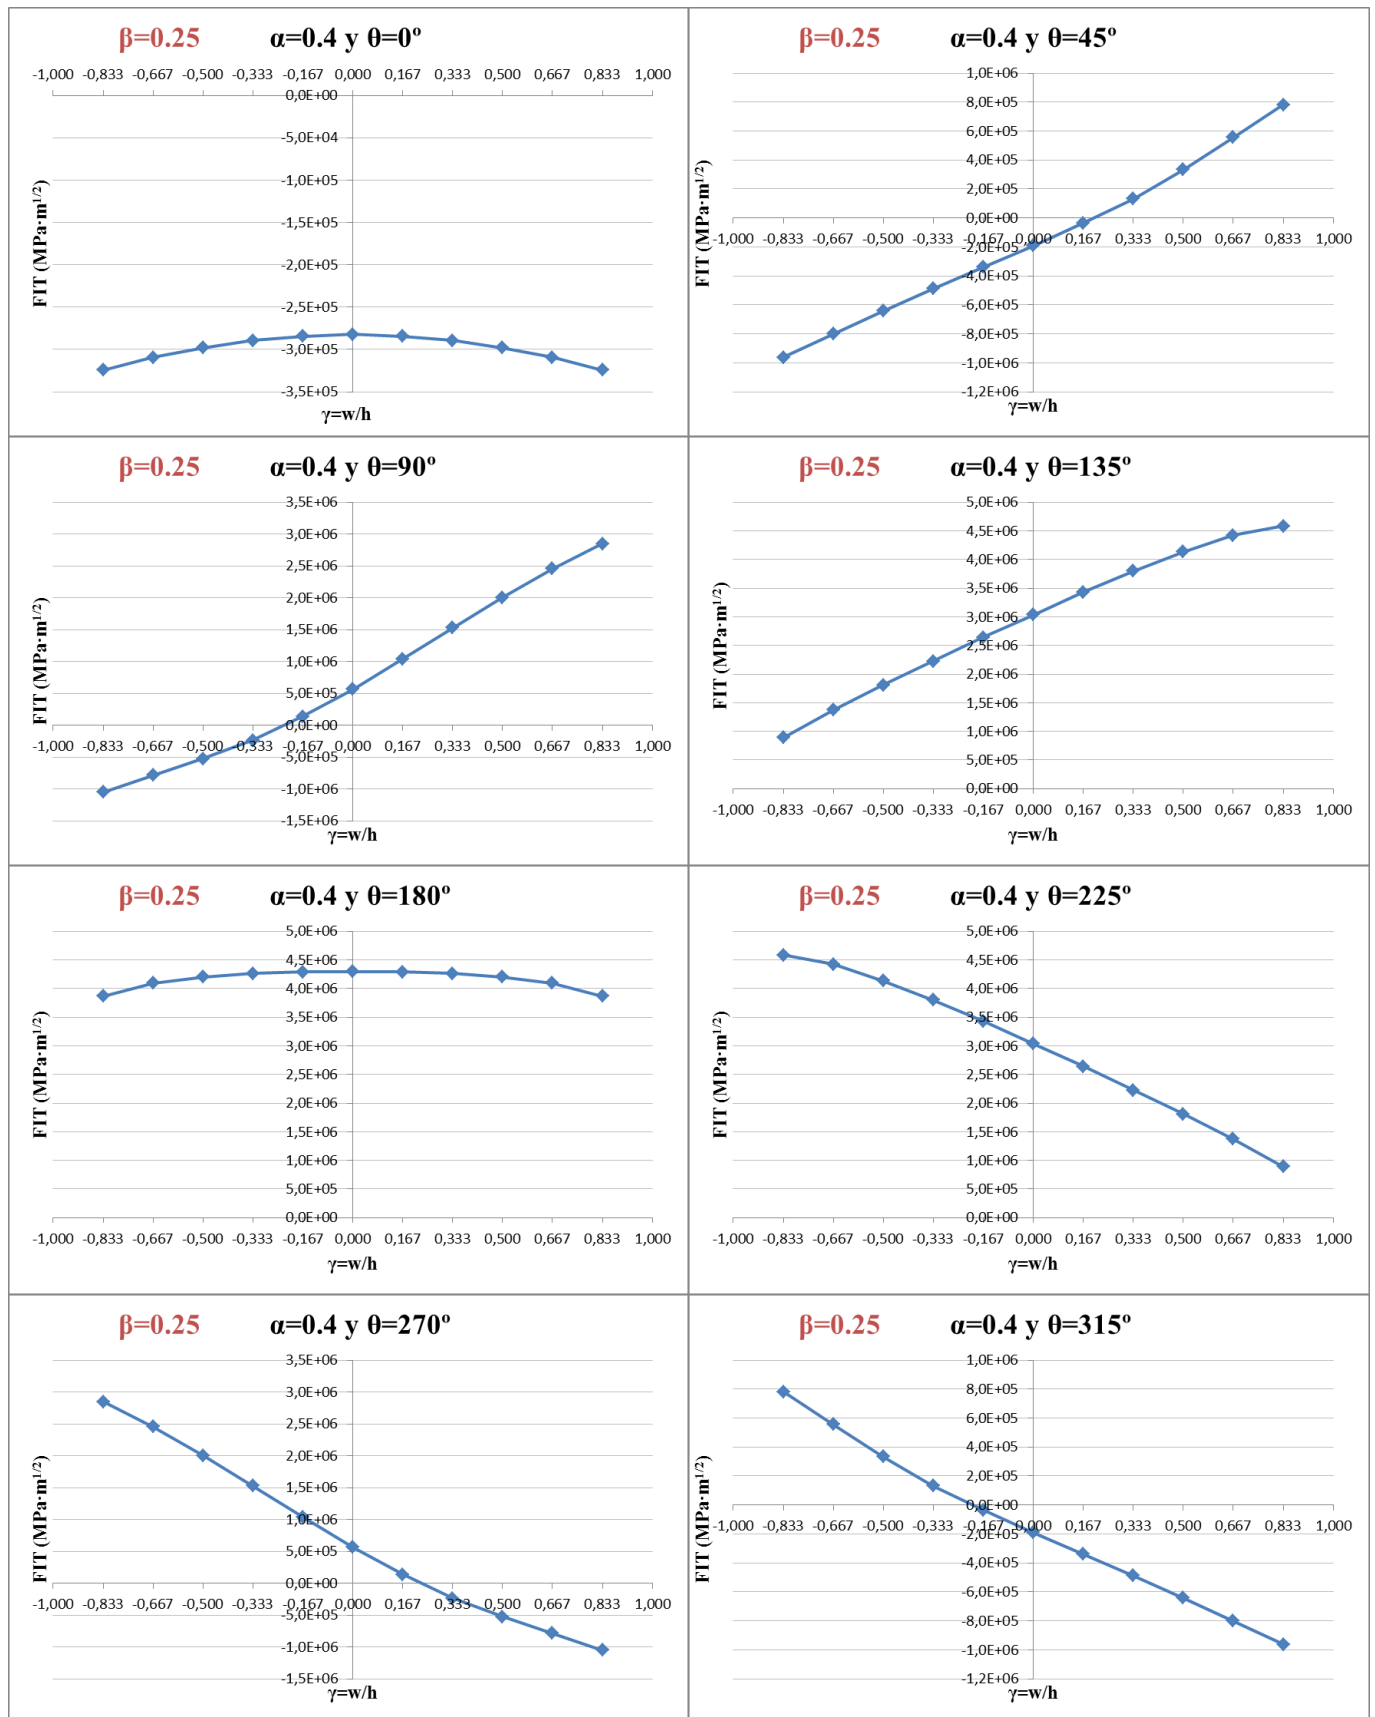 β=0.25 α=0.4 y θ=0º
-1,000 -0,833 -0,667 -0,500 -0,333 -0,167 0,000 0,167 0,333 0,500 0,667 0,833 1,000
0,0E+00
-5,0E+04
-1,0E+05
-1,5E+05
-2,0E+05
-2,5E+05
-3,0E+05
-3,5E+05
FIT (MPa·m1/2)
γ=w/h
β=0.25 α=0.4 y θ=45º
1,0E+06
8,0E+05
6,0E+05
4,0E+05
2,0E+05
0,0E+00
-2,0E+05
-4,0E+05
-6,0E+05
-8,0E+05
-1,0E+06
-1,2E+06
-1,000 -0,833 -0,667 -0,500 -0,333 -0,167 0,000 0,167 0,333 0,500 0,667 0,833 1,000
FIT (MPa·m1/2)
γ=w/h
β=0.25 α=0.4 y θ=90º
3,5E+06
3,0E+06
2,5E+06
2,0E+06
1,5E+06
1,0E+06
5,0E+05
0,0E+00
-5,0E+05
-1,0E+06
-1,5E+06
-1,000 -0,833 -0,667 -0,500 -0,333 -0,167 0,000 0,167 0,333 0,500 0,667 0,833 1,000
FIT (MPa·m1/2)
γ=w/h
β=0.25 α=0.4 y θ=135º
5,0E+06
4,5E+06
4,0E+06
3,5E+06
3,0E+06
2,5E+06
2,0E+06
1,5E+06
1,0E+06
5,0E+05
0,0E+00
-1,000 -0,833 -0,667 -0,500 -0,333 -0,167 0,000 0,167 0,333 0,500 0,667 0,833 1,000
FIT (MPa·m1/2)
γ=w/h
β=0.25 α=0.4 y θ=180º
5,0E+06
4,5E+06
4,0E+06
3,5E+06
3,0E+06
2,5E+06
2,0E+06
1,5E+06
1,0E+06
5,0E+05
0,0E+00
-1,000 -0,833 -0,667 -0,500 -0,333 -0,167 0,000 0,167 0,333 0,500 0,667 0,833 1,000
FIT (MPa·m1/2)
γ=w/h
β=0.25 α=0.4 y θ=225º
5,0E+06
4,5E+06
4,0E+06
3,5E+06
3,0E+06
2,5E+06
2,0E+06
1,5E+06
1,0E+06
5,0E+05
0,0E+00
-1,000 -0,833 -0,667 -0,500 -0,333 -0,167 0,000 0,167 0,333 0,500 0,667 0,833 1,000
FIT (MPa·m1/2)
γ=w/h
β=0.25 α=0.4 y θ=270º
3,5E+06
3,0E+06
2,5E+06
2,0E+06
1,5E+06
1,0E+06
5,0E+05
0,0E+00
-5,0E+05
-1,0E+06
-1,5E+06
-1,000 -0,833 -0,667 -0,500 -0,333 -0,167 0,000 0,167 0,333 0,500 0,667 0,833 1,000
FIT (MPa·m1/2)
γ=w/h
β=0.25 α=0.4 y θ=315º
1,0E+06
8,0E+05
6,0E+05
4,0E+05
2,0E+05
0,0E+00
-2,0E+05
-4,0E+05
-6,0E+05
-8,0E+05
-1,0E+06
-1,2E+06
-1,000 -0,833 -0,667 -0,500 -0,333 -0,167 0,000 0,167 0,333 0,500 0,667 0,833 1,000
FIT (MPa·m1/2)
γ=w/h